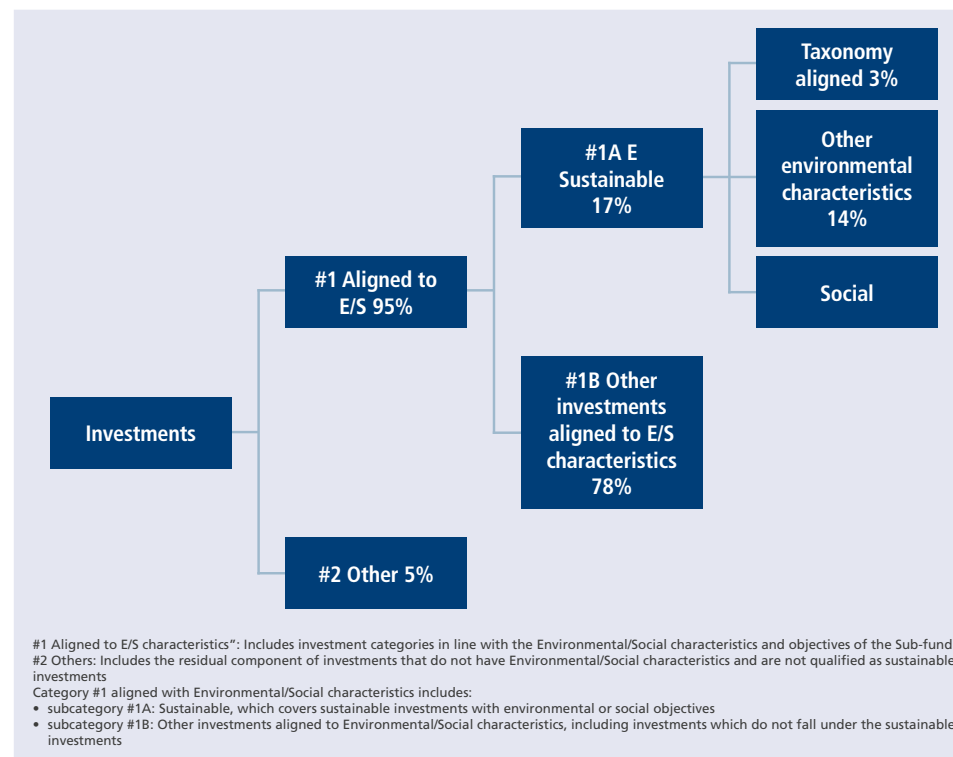 Taxonomy
aligned 3%
#1A E
Sustainable
17%
Other
environmental
characteristics
14%
#1 Aligned to
E/S 95%
Social
#1B Other
investments
aligned to E/S
characteristics
78%
Investments
#2 Other 5%
#1 Aligned to E/S characteristics“: Includes investment categories in line with the Environmental/Social characteristics and objectives of the Sub-fund
#2 Others: Includes the residual component of investments that do not have Environmental/Social characteristics and are not qualified as sustainable
investments
Category #1 aligned with Environmental/Social characteristics includes:
• subcategory #1A: Sustainable, which covers sustainable investments with environmental or social objectives
• subcategory #1B: Other investments aligned to Environmental/Social characteristics, including investments which do not fall under the sustainable
investments